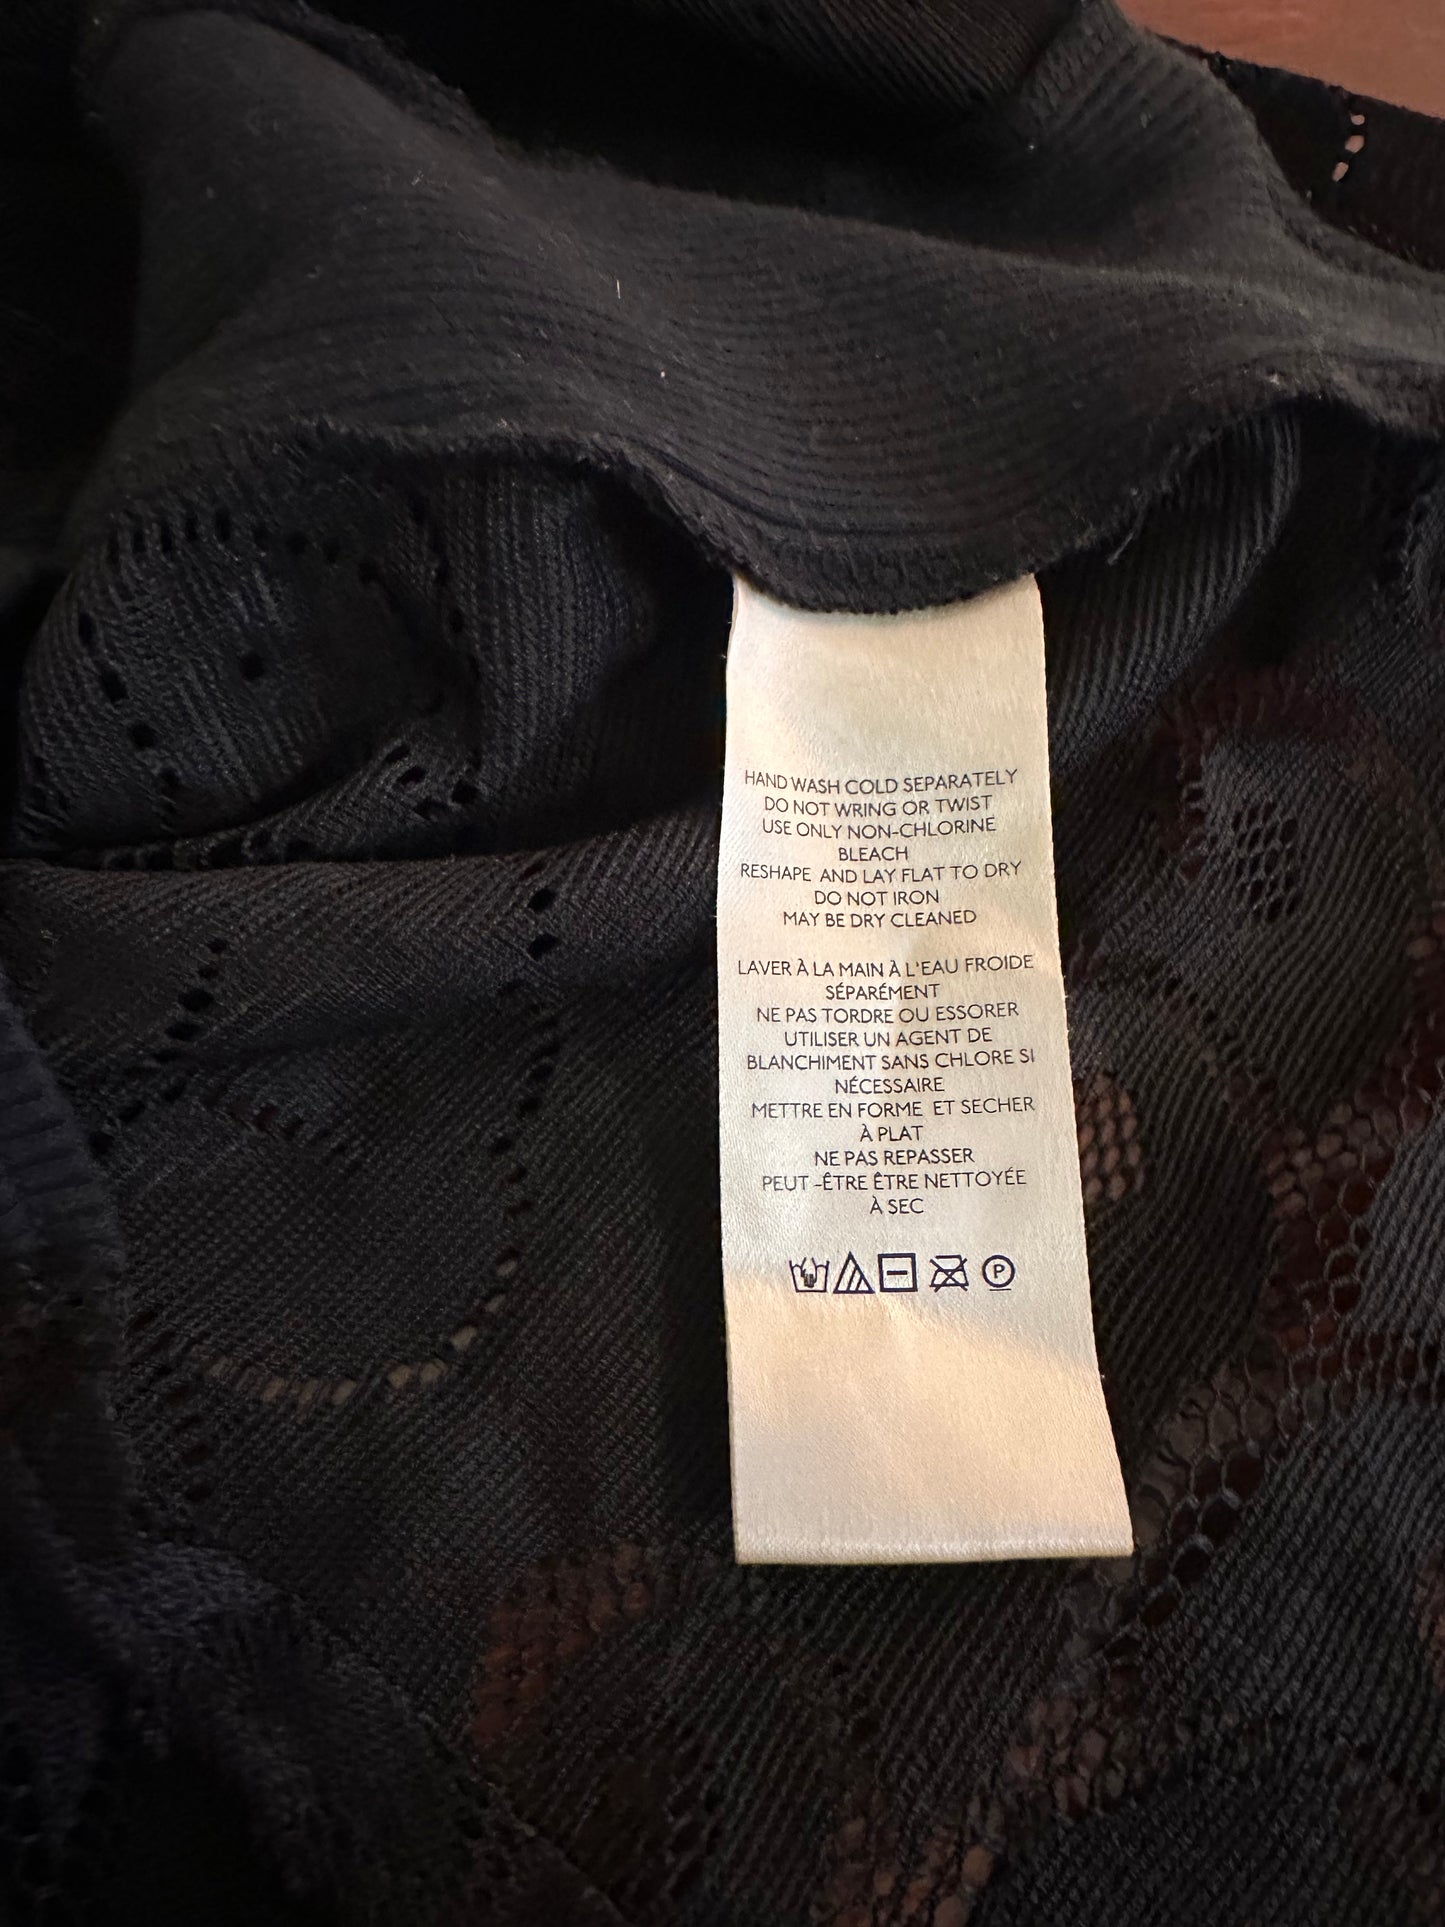 HAND WASH COLD SEPARATELY
DO NOT WRING OR TWIST
USE ONLY NON-CHLORINE
BLEACH
RESHAPE AND LAY FLAT TO DRY
DO NOT IRON
MAY BE DRY CLEANED
LAVER À LA MAIN À L'EAU FROIDE
SÉPARÉMENT
NE PAS TORDRE OU ESSORER
UTILISER UN AGENT DE
BLANCHIMENT SANS CHLORE SI
NÉCESSAIRE
METTRE EN FORME ET SECHER
À PLAT
NE PAS REPASSER
PEUT -ÊTRE ÊTRE NETTOYÉE
À SEC
P